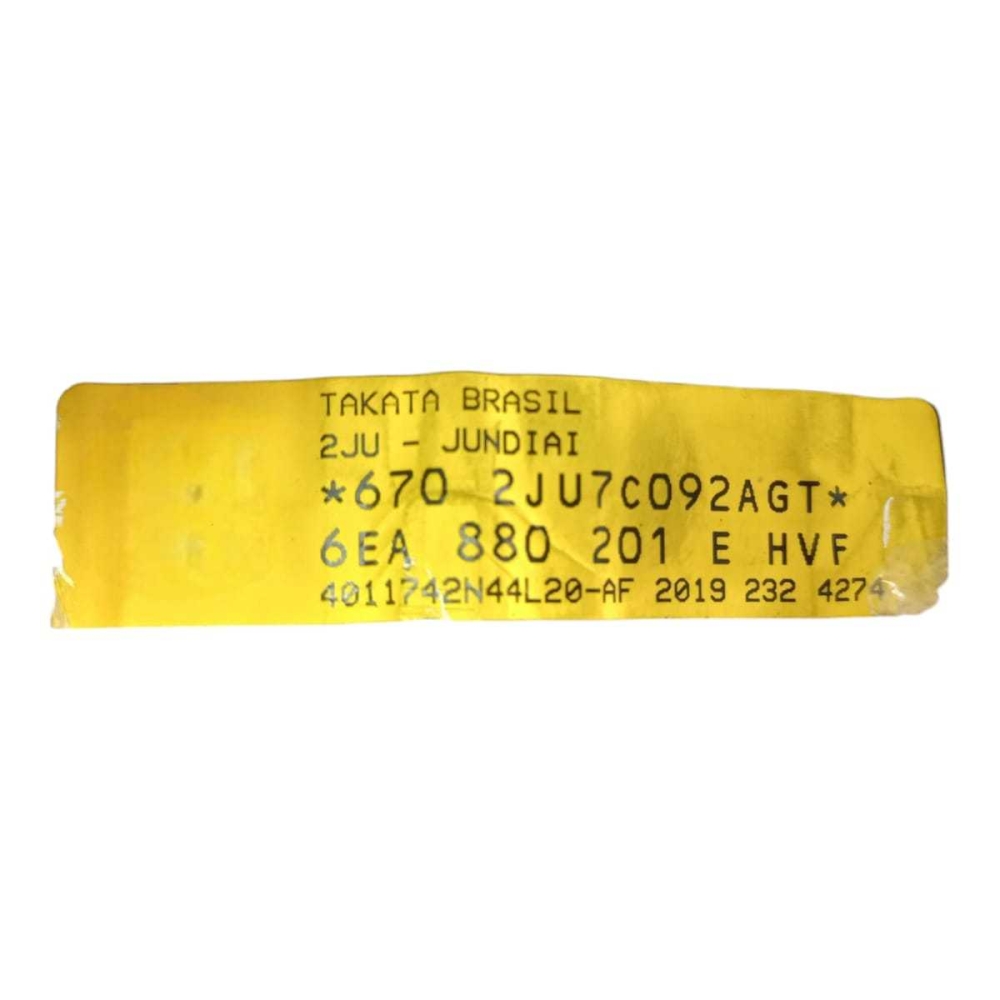 TAKATA BRASIL
2JU - JUNDIAI
*670 2JU7C092AGT*
6EA 880 201 E HVF
4011742N44L20-AF 2019 232 4274